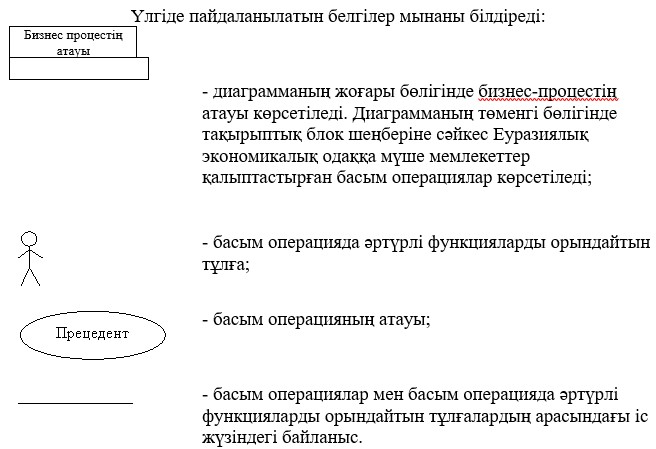 Үлгіде пайдаланылатын белгілер мынаны білдіреді:
Бизнес процестің
атауы
- диаграмманың жоғары бөлігінде бизнес-процестің
атауы көрсетіледі. Диаграмманың төменгі бөлігінде
тақырыптық блок шеңберіне сәйкес Еуразиялық
экономикалық одаққа мүше мемлекеттер
қалыптастырған басым операциялар көрсетіледі;
- басым операцияда әртүрлі функцияларды орындайтын
тұлға;
Прецедент
- басым операцияның атауы;
- басым операциялар мен басым операцияда әртүрлі
функцияларды орындайтын тұлғалардың арасындағы іс
жүзіндегі байланыс.